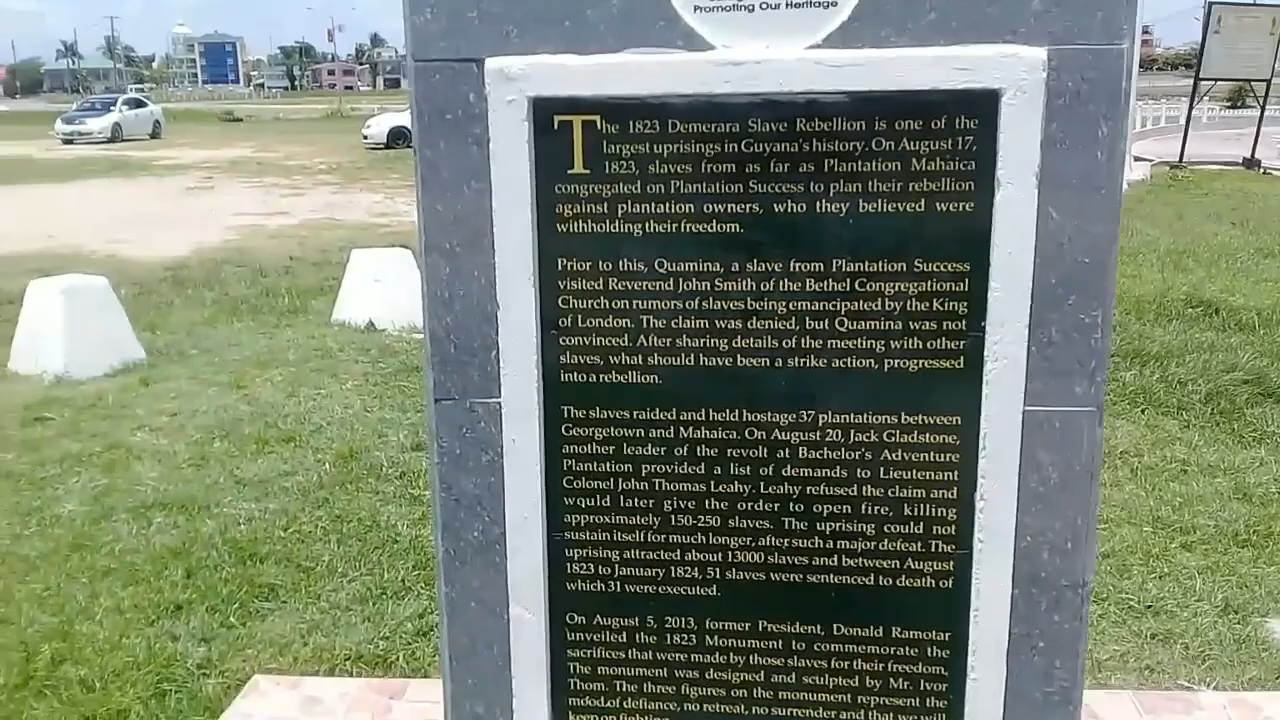 Promoting Our Heritage
The 1823 Demerara Slave Rebellion is one of the
largest uprisings in Guyana's history. On August 17,
1823, slaves from as far as Plantation Mahaica
congregated on Plantation Success to plan their rebellion
against plantation owners, who they believed were
withholding their freedom.
Prior to this, Quamina, a slave from Plantation Success
visited Reverend John Smith of the Bethel Congregational
Church on rumors of slaves being emancipated by the King
of London. The claim was denied, but Quamina was not
convinced. After sharing details of the meeting with other
slaves, what should have been a strike action, progressed
into a rebellion.
The slaves raided and held hostage 37 plantations between
Georgetown and Mahaica. On August 20, Jack Gladstone,
another leader of the revolt at Bachelor's Adventure
Plantation provided a list of demands to Lieutenant
Colonel John Thomas Leahy. Leahy refused the claim and
would later give the order to open fire, killing
approximately 150-250 slaves. The uprising could not
sustain itself for much longer, after such a major defeat. The
uprising attracted about 13000 slaves and between August
1823 to January 1824, 51 slaves were sentenced to death of
which 31 were executed.
On August 5, 2013, former President, Donald Ramotar
unveiled the 1823 Monument to commemorate the
sacrifices that were made by those slaves for their freedom.
The monument was designed and sculpted by Mr. Ivor
Thom. The three figures on the monument represent the
mood of defiance, no retreat, no surrender and that we will
keep on fighting